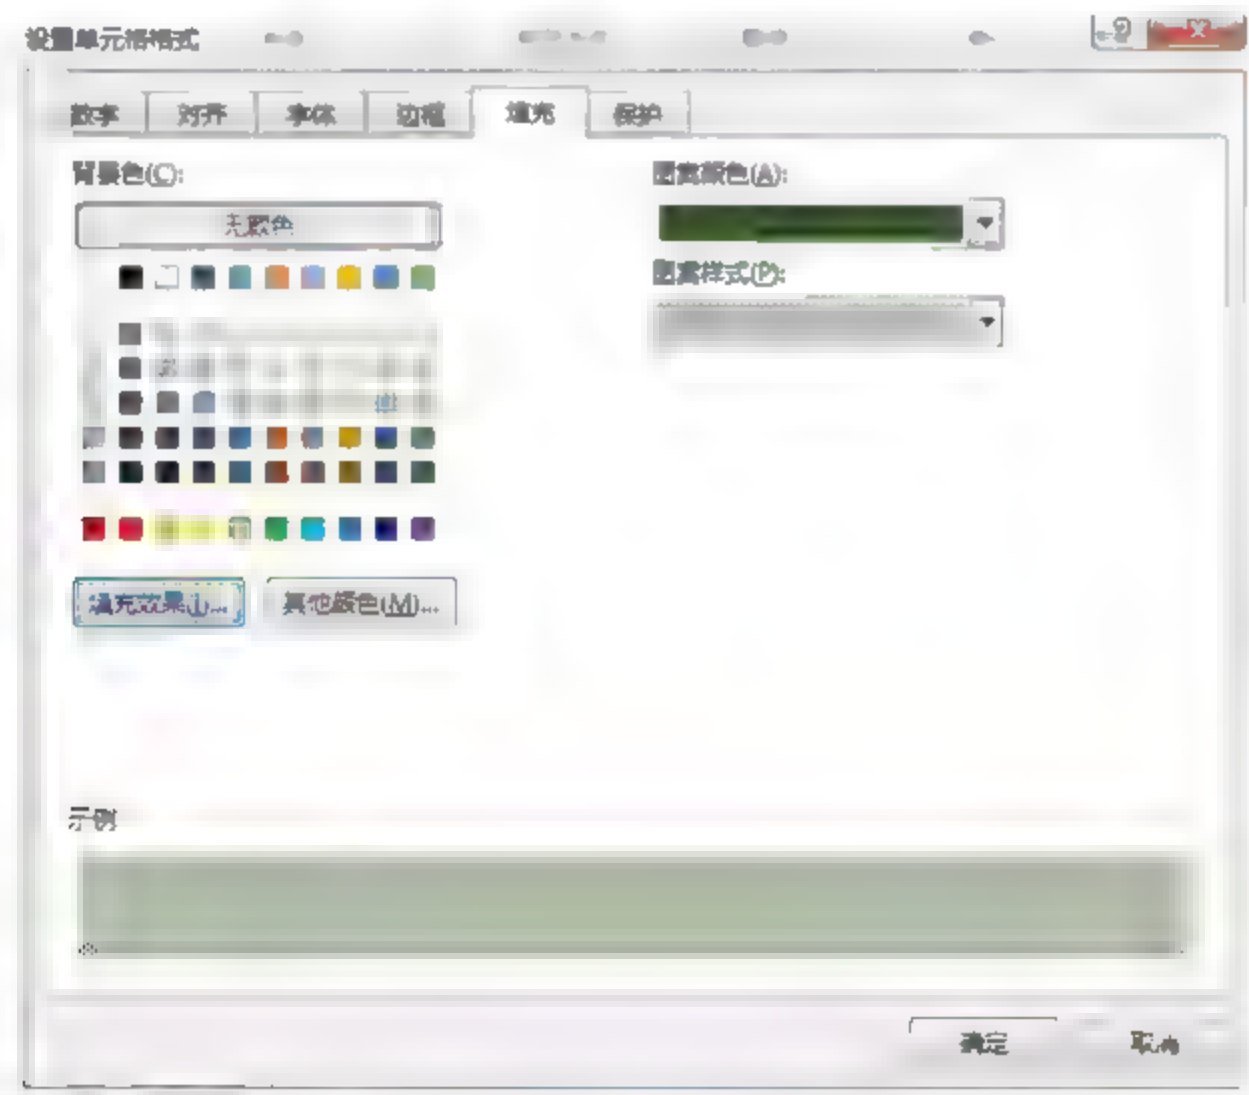 设置单元格格式
数字 对齐 字体 边框 填充 保护
背景色(C):
无颜色
图案颜色(A):
图案样式(P):
填充效果(I)...
其他颜色(M)...
示例
确定
取消